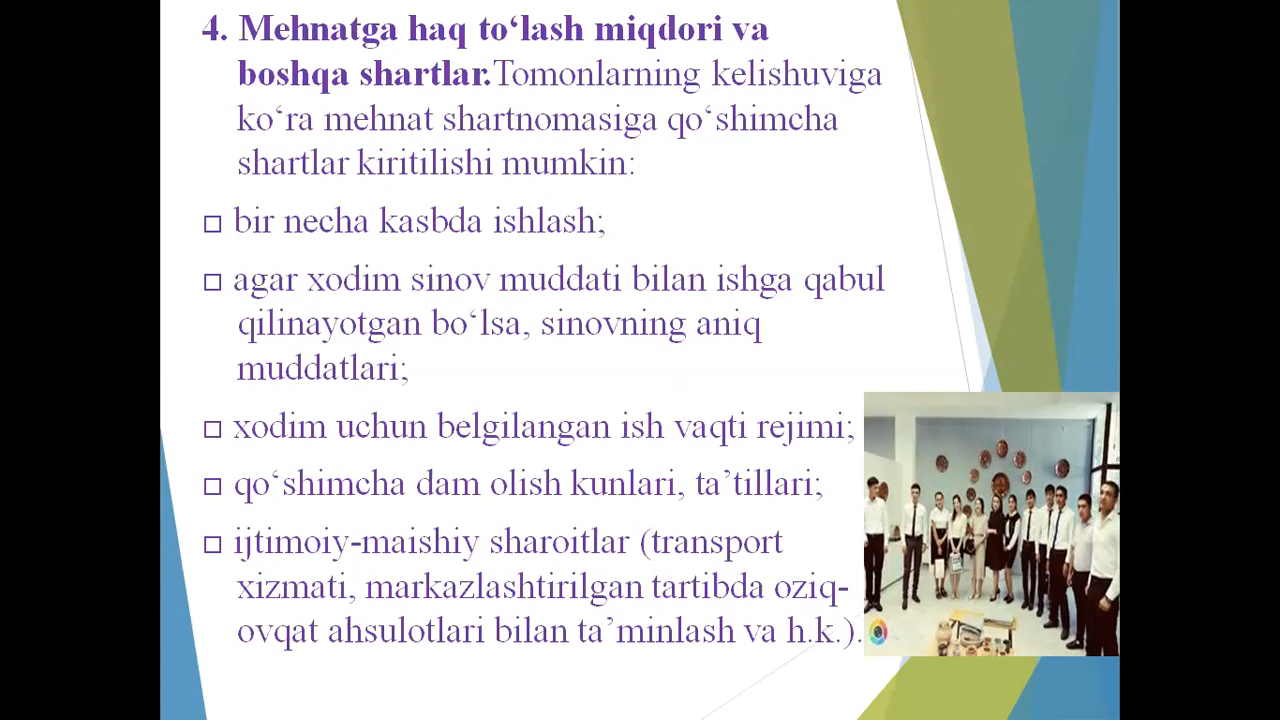 4. Mehnatga haq to‘lash miqdori va
boshqa shartlar.Tomonlarning kelishuviga
ko‘ra mehnat shartnomasiga qo‘shimcha
shartlar kiritilishi mumkin:
□ bir necha kasbda ishlash;
□ agar xodim sinov muddati bilan ishga qabul
qilinayotgan bo‘lsa, sinovning aniq
muddatlari;
□ xodim uchun belgilangan ish vaqti rejimi;
□ qo‘shimcha dam olish kunlari, ta’tillari;
□ ijtimoiy-maishiy sharoitlar (transport
xizmati, markazlashtirilgan tartibda oziq-
ovqat ahsulotlari bilan ta’minlash va h.k.).